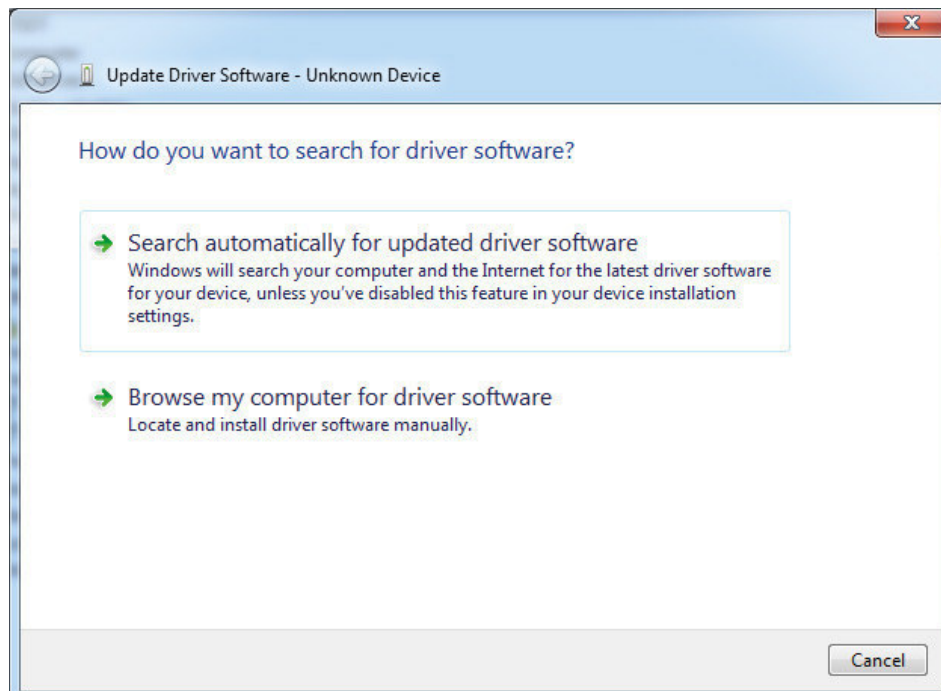 Update Driver Software - Unknown Device
How do you want to search for driver software?
Search automatically for updated driver software
Windows will search your computer and the Internet for the latest driver software
for your device, unless you've disabled this feature in your device installation
settings.
Browse my computer for driver software
Locate and install driver software manually.
Cancel